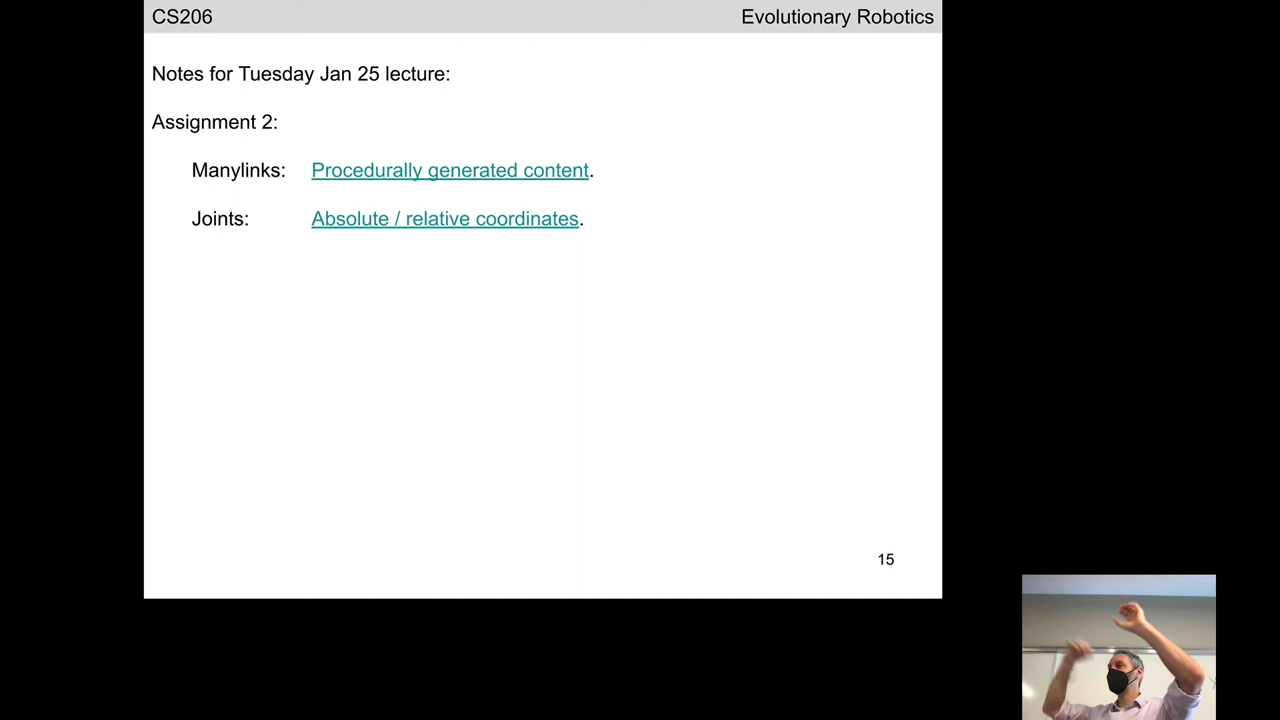 CS206 Evolutionary Robotics
Notes for Tuesday Jan 25 lecture:
Assignment 2:
Manylinks: Procedurally generated content.
Joints: Absolute / relative coordinates.
15